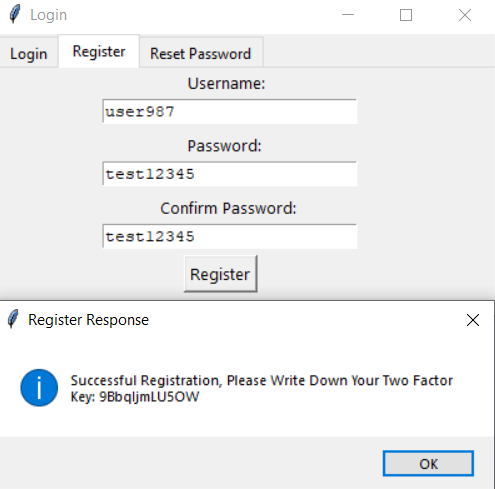 Login
Login Register Reset Password
Username:
user987
Password:
test12345
Confirm Password:
test12345
Register
Register Response
Successful Registration, Please Write Down Your Two Factor
Key: 9BbqIjmLU5OW
OK